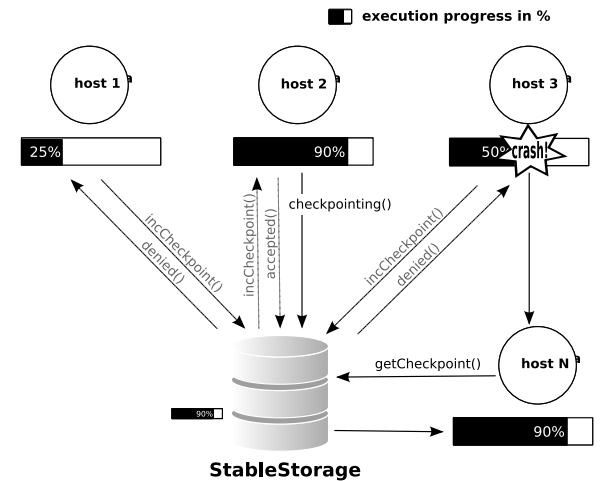 execution progress in %
host 1
a
host 2
a
host 3
a
25%
90%
50%
crash!
checkpointing()
incCheckpoint()
denied()
incCheckpoint()
accepted()
incCheckpoint()
denied()
getCheckpoint()
host N
a
90%
90%
StableStorage